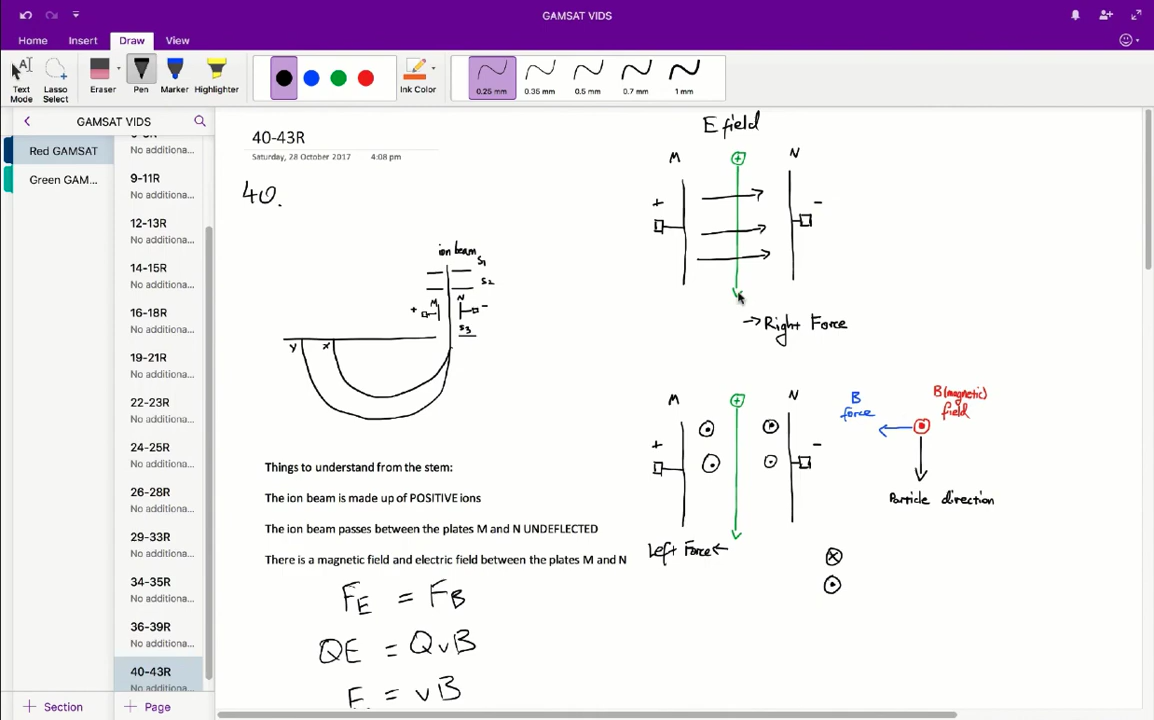 GAMSAT VIDS
Home
Insert
Draw
View
Text Mode
Lasso Select
Eraser
Pen
Marker
Highlighter
Ink Color
0.25 mm
0.35 mm
0.5 mm
0.7 mm
1 mm
GAMSAT VIDS
Red GAMSAT
Green GAM...
No additiona...
9-11R
No additiona...
12-13R
No additiona...
14-15R
No additiona...
16-18R
No additiona...
19-21R
No additiona...
22-23R
No additiona...
24-25R
No additiona...
26-28R
No additiona...
29-33R
No additiona...
34-35R
No additiona...
36-39R
No additiona...
40-43R
No additiona...
+ Section
+ Page
40-43R
Saturday, 28 October 2017
4:08 pm
40.
ion beam
S1
S2
M
N
+
-
S3
Y
X
Things to understand from the stem:
The ion beam is made up of POSITIVE ions
The ion beam passes between the plates M and N UNDEFLECTED
There is a magnetic field and electric field between the plates M and N
FE = FB
QE = QvB
E = vB
E field
M
+
N
+
-
→ Right Force
M
+
N
+
-
Left Force ←
B force
B (magnetic) field
Particle direction